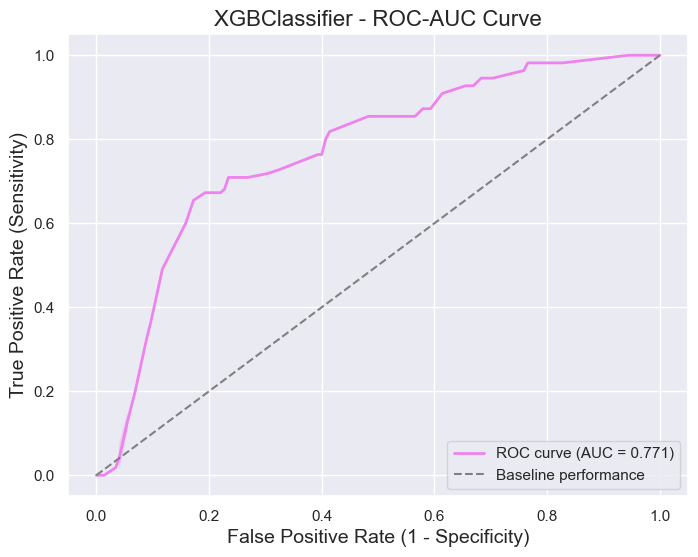 XGBClassifier - ROC-AUC Curve
True Positive Rate (Sensitivity)
1.0
0.8
0.6
0.4
0.2
0.0
ROC curve (AUC = 0.771)
Baseline performance
0.0 0.2 0.4 0.6 0.8 1.0
False Positive Rate (1 - Specificity)